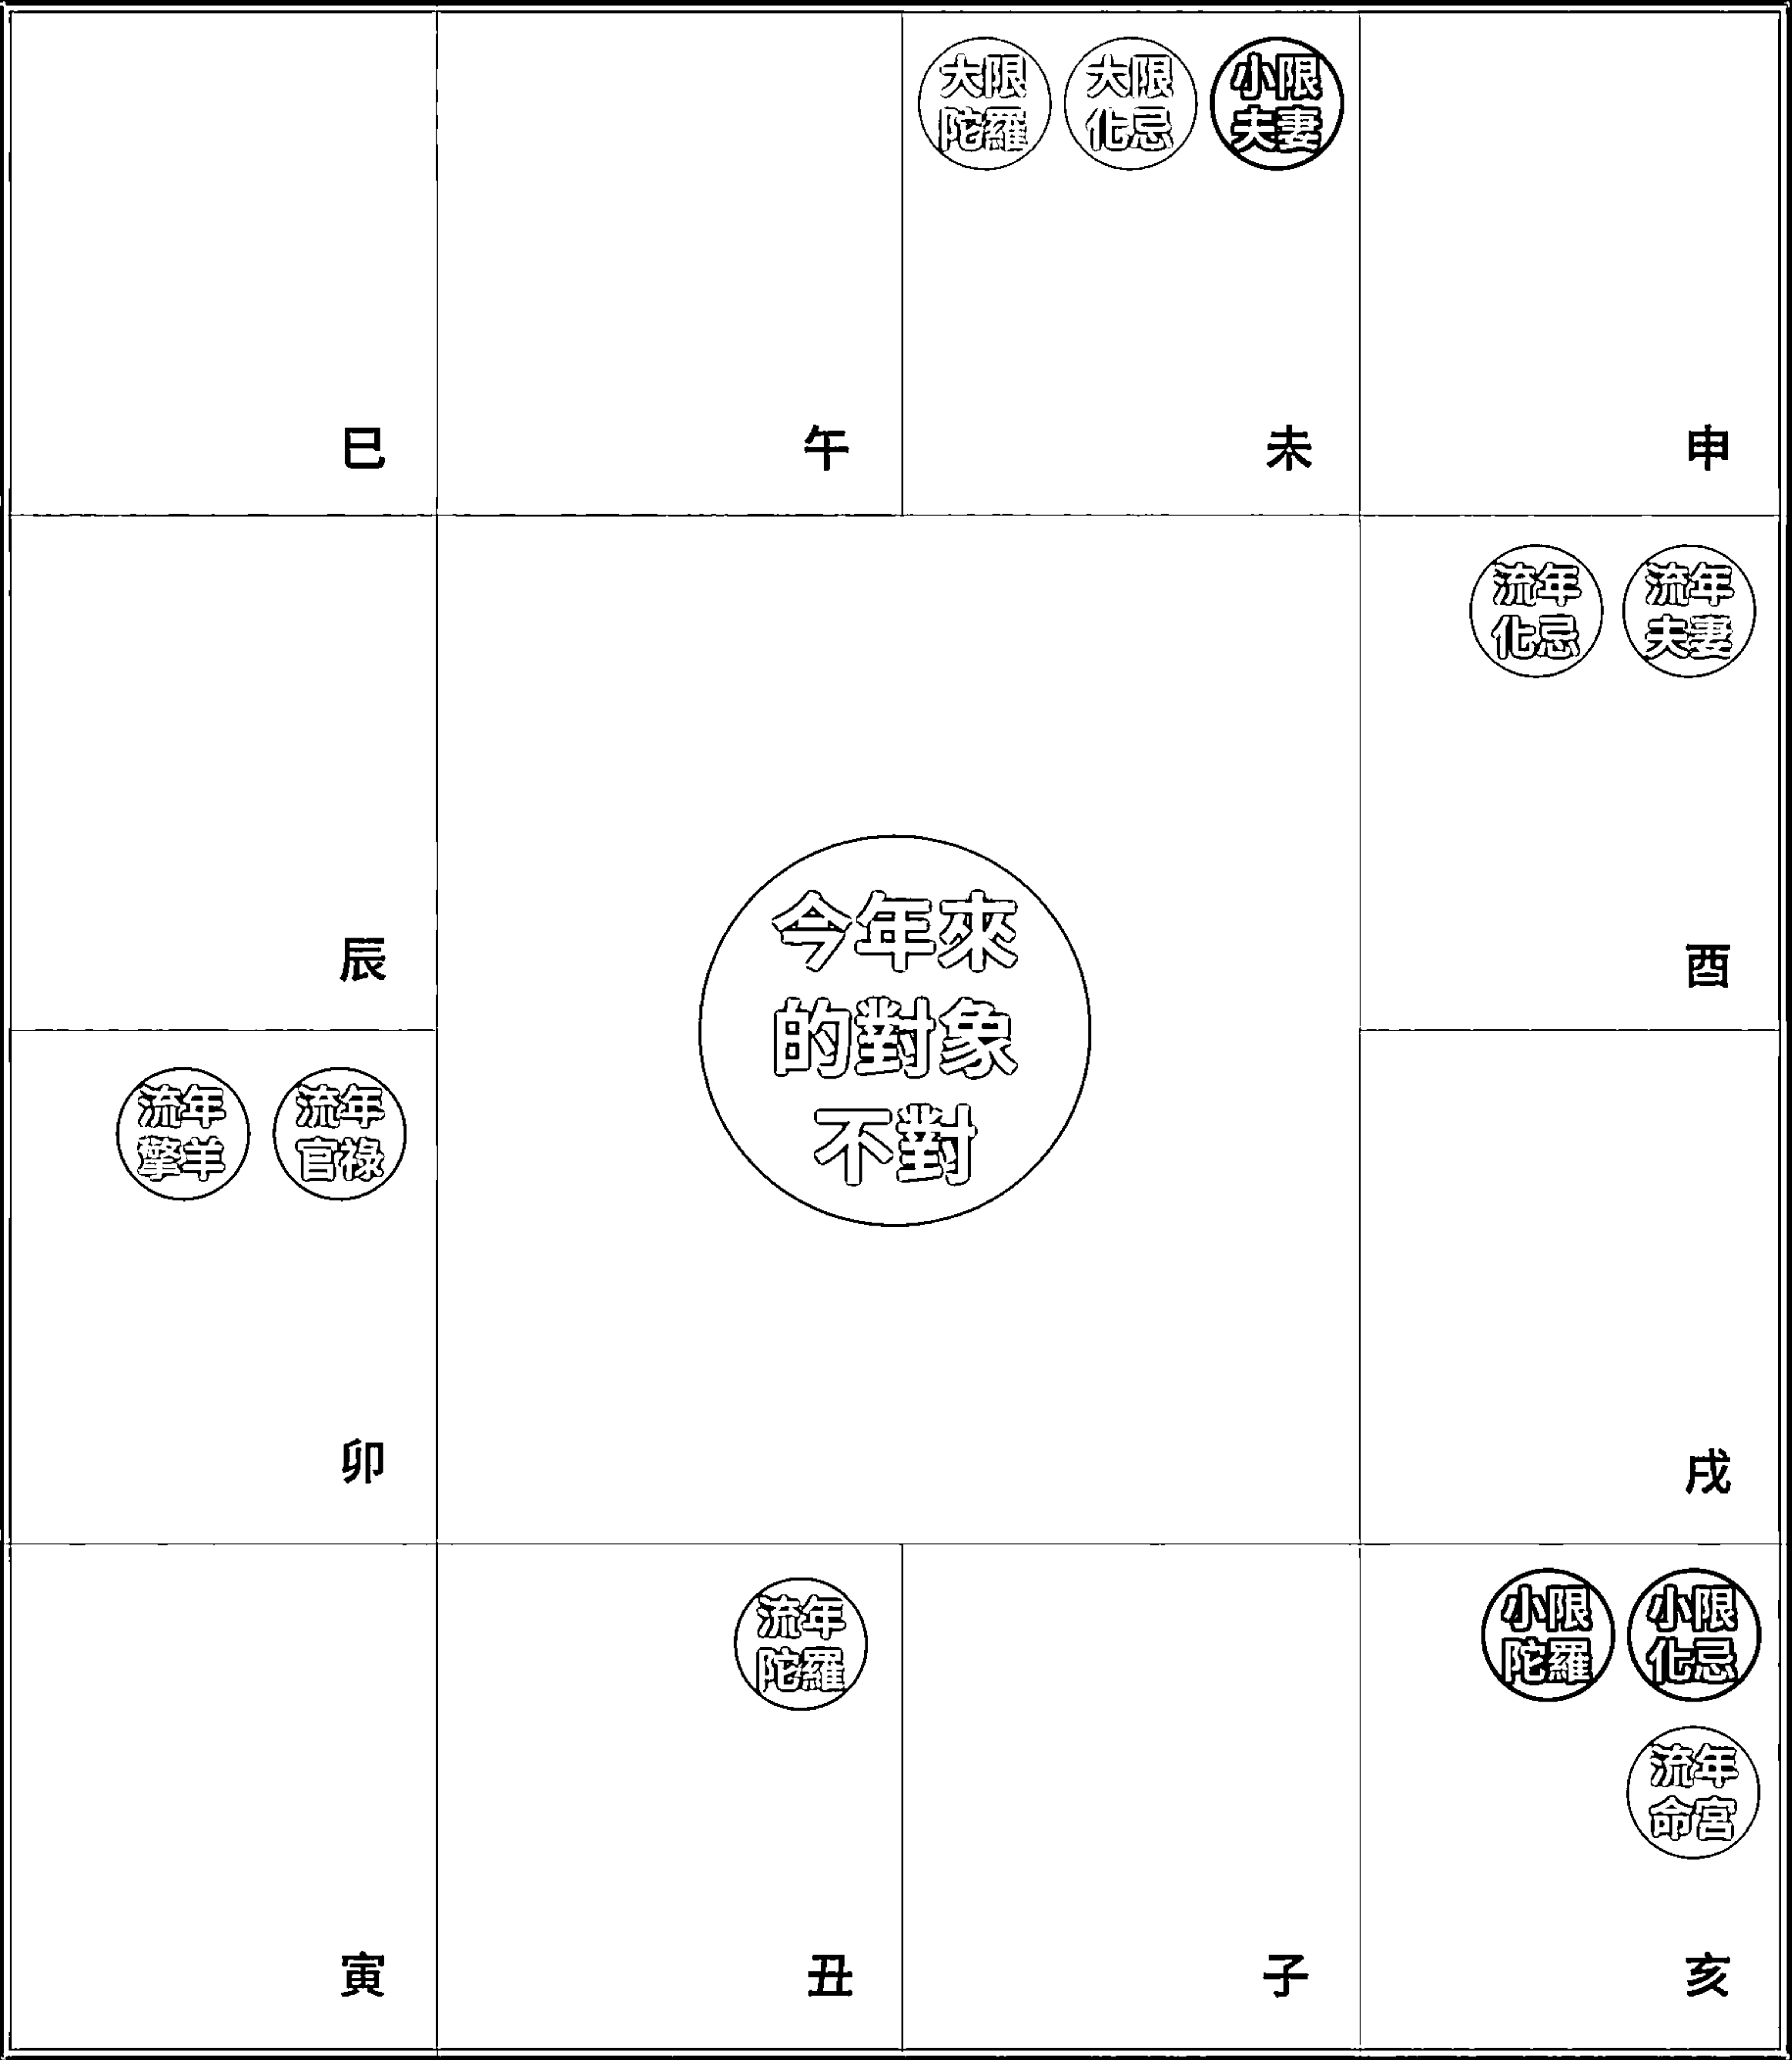 大限
陀羅
大限
化忌
小限
夫妻
巳
午
未
申
流年
化忌
流年
夫妻
辰
酉
今年來
的對象
不對
流年
擎羊
流年
官祿
卯
戌
流年
陀羅
小限
陀羅
小限
化忌
流年
命宮
寅
丑
子
亥